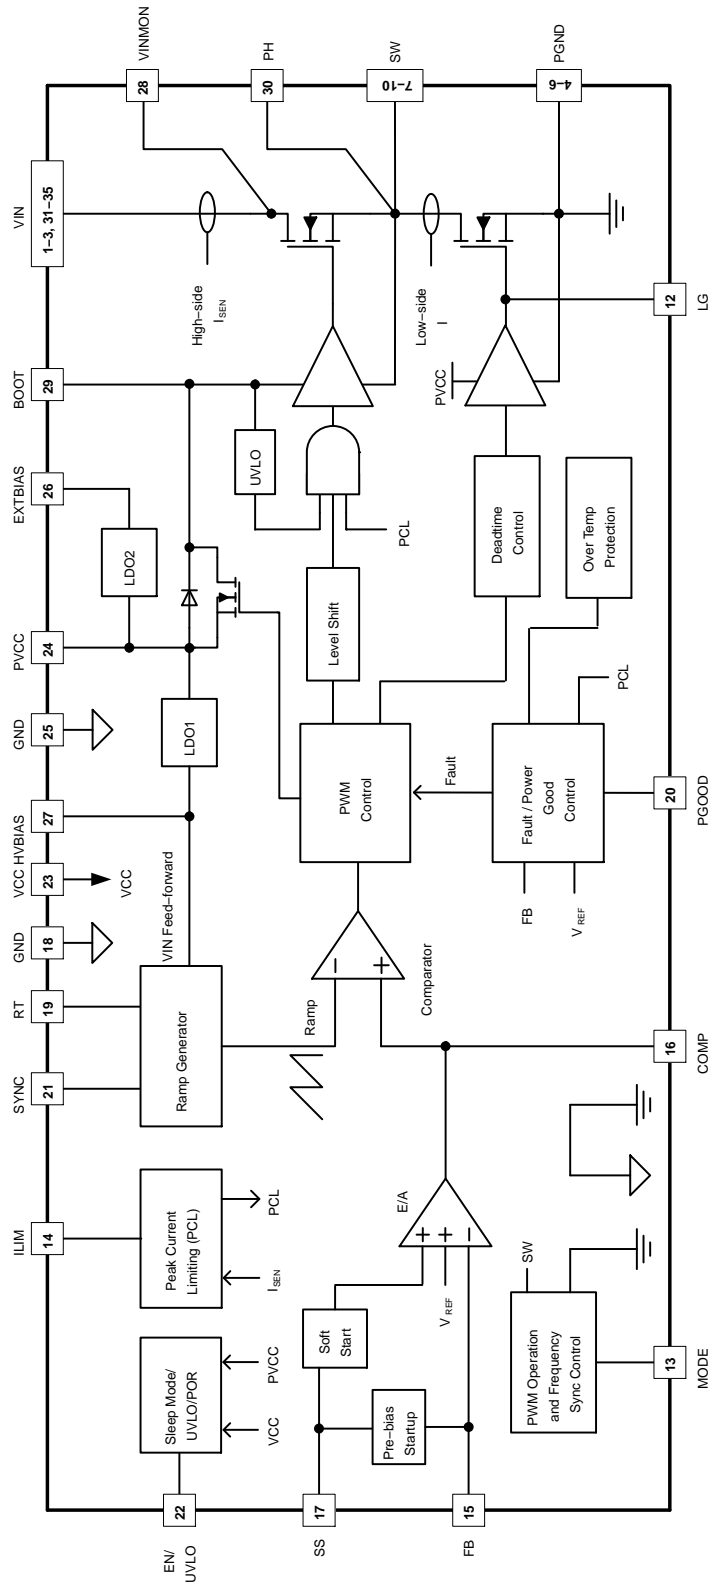 EN/
UVLO
22
ILIM
14
SYNC
21
RT
19
GND
18
VCC
23
HVBIAS
27
GND
25
PVCC
24
EXTBIAS
26
BOOT
29
VIN
1–3, 31–35
VINMON
28
PH
30
SW
7–10
PGND
4–6
Sleep Mode/
UVLO/POR
VCC
PVCC
Peak Current
Limiting (PCL)
ISEN
PCL
Ramp Generator
VIN Feed–forward
VCC
LDO1
LDO2
UVLO
High–side
ISEN
Low–side
I
SS
17
FB
15
Pre–bias
Startup
Soft
Start
VREF
E/A
+
+
–
Ramp
–
+
Comparator
PWM
Control
Level Shift
PCL
Deadtime
Control
PVCC
Fault
Fault / Power
Good
Control
FB
VREF
PCL
Over Temp
Protection
PWM Operation
and Frequency
Sync Control
SW
13
MODE
16
COMP
20
PGOOD
12
LG